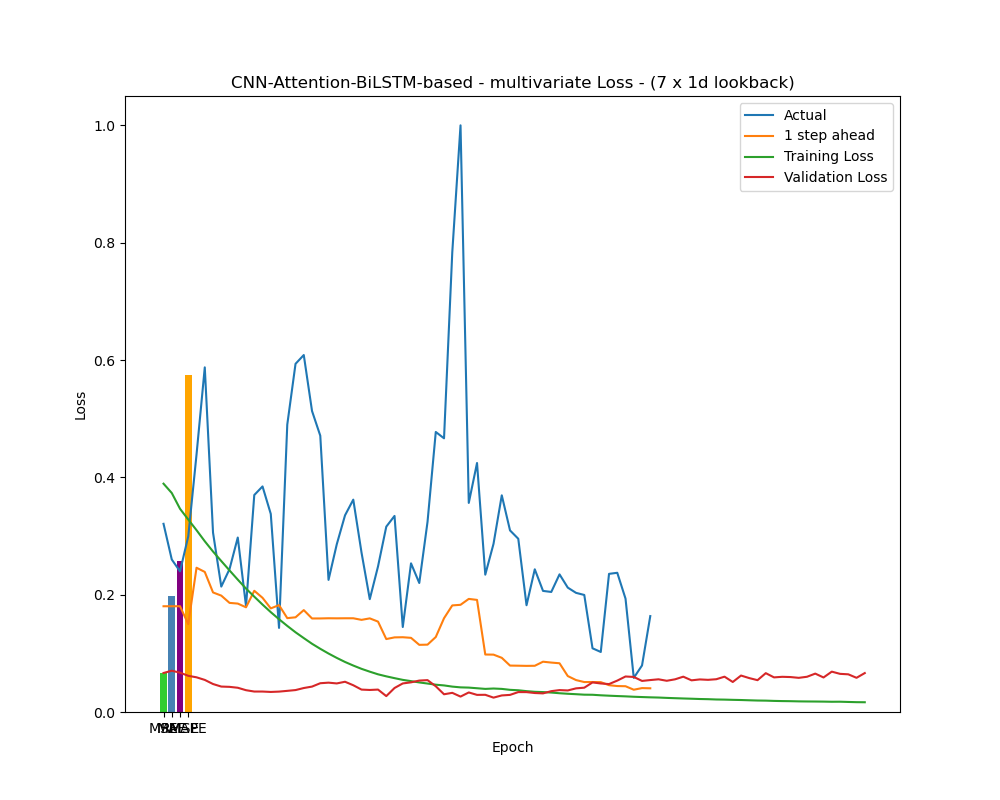 CNN-Attention-BiLSTM-based - multivariate Loss - (7 x 1d lookback)
Actual
1 step ahead
Training Loss
Validation Loss
1.0
0.8
0.6
0.4
0.2
0.0
Loss
Epoch